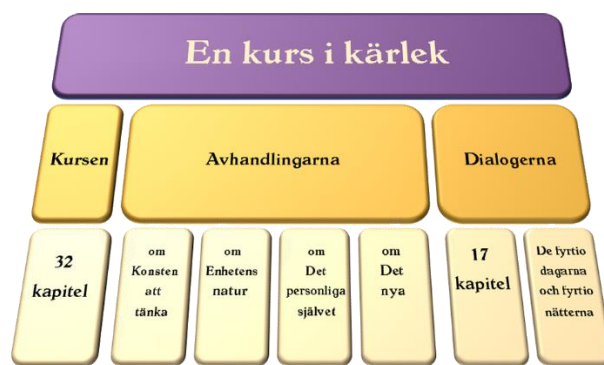 En kurs i kärlek
Kursen
Avhandlingarna
Dialogerna
32
kapitel
om
Konsten
att
tänka
om
Enhetens
natur
om
Det
personliga
självet
om
Det
nya
17
kapitel
De fyrtio
dagarna
och fyrtio
nätterna